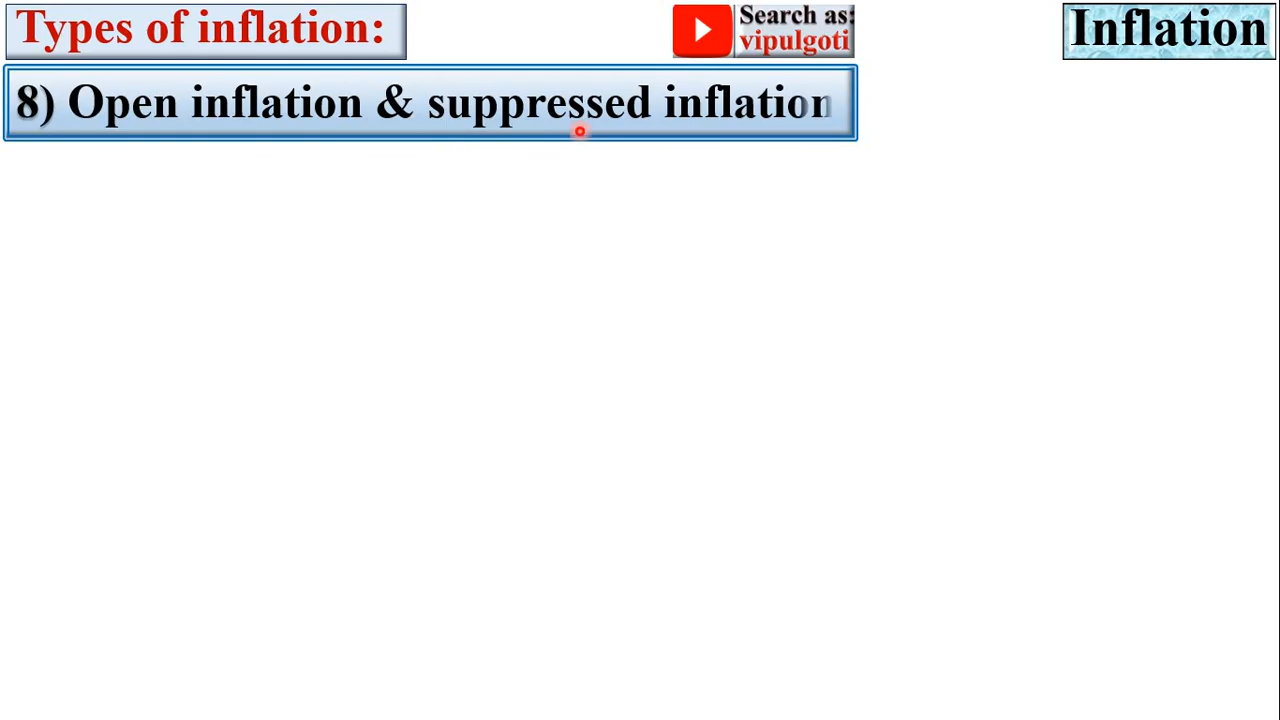 Types of inflation:
Search as:
vipulgoti
Inflation
8) Open inflation & suppressed inflation